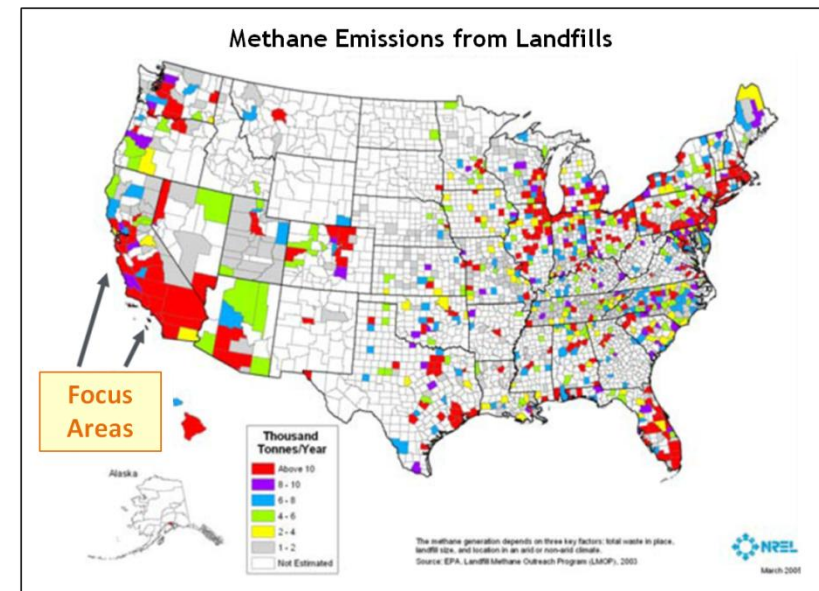 Methane Emissions from Landfills
Focus
Areas
Alaska
Thousand
Tonnes/Year
Above 10
8 - 10
6 - 8
4 - 6
2 - 4
1 - 2
Not Estimated
The methane generation depends on three key factors: total waste in place,
landfill size, and location in an arid or non-arid climate.
Source: EPA, Landfill Methane Outreach Program (LMOP), 2003
NREL
March 2005